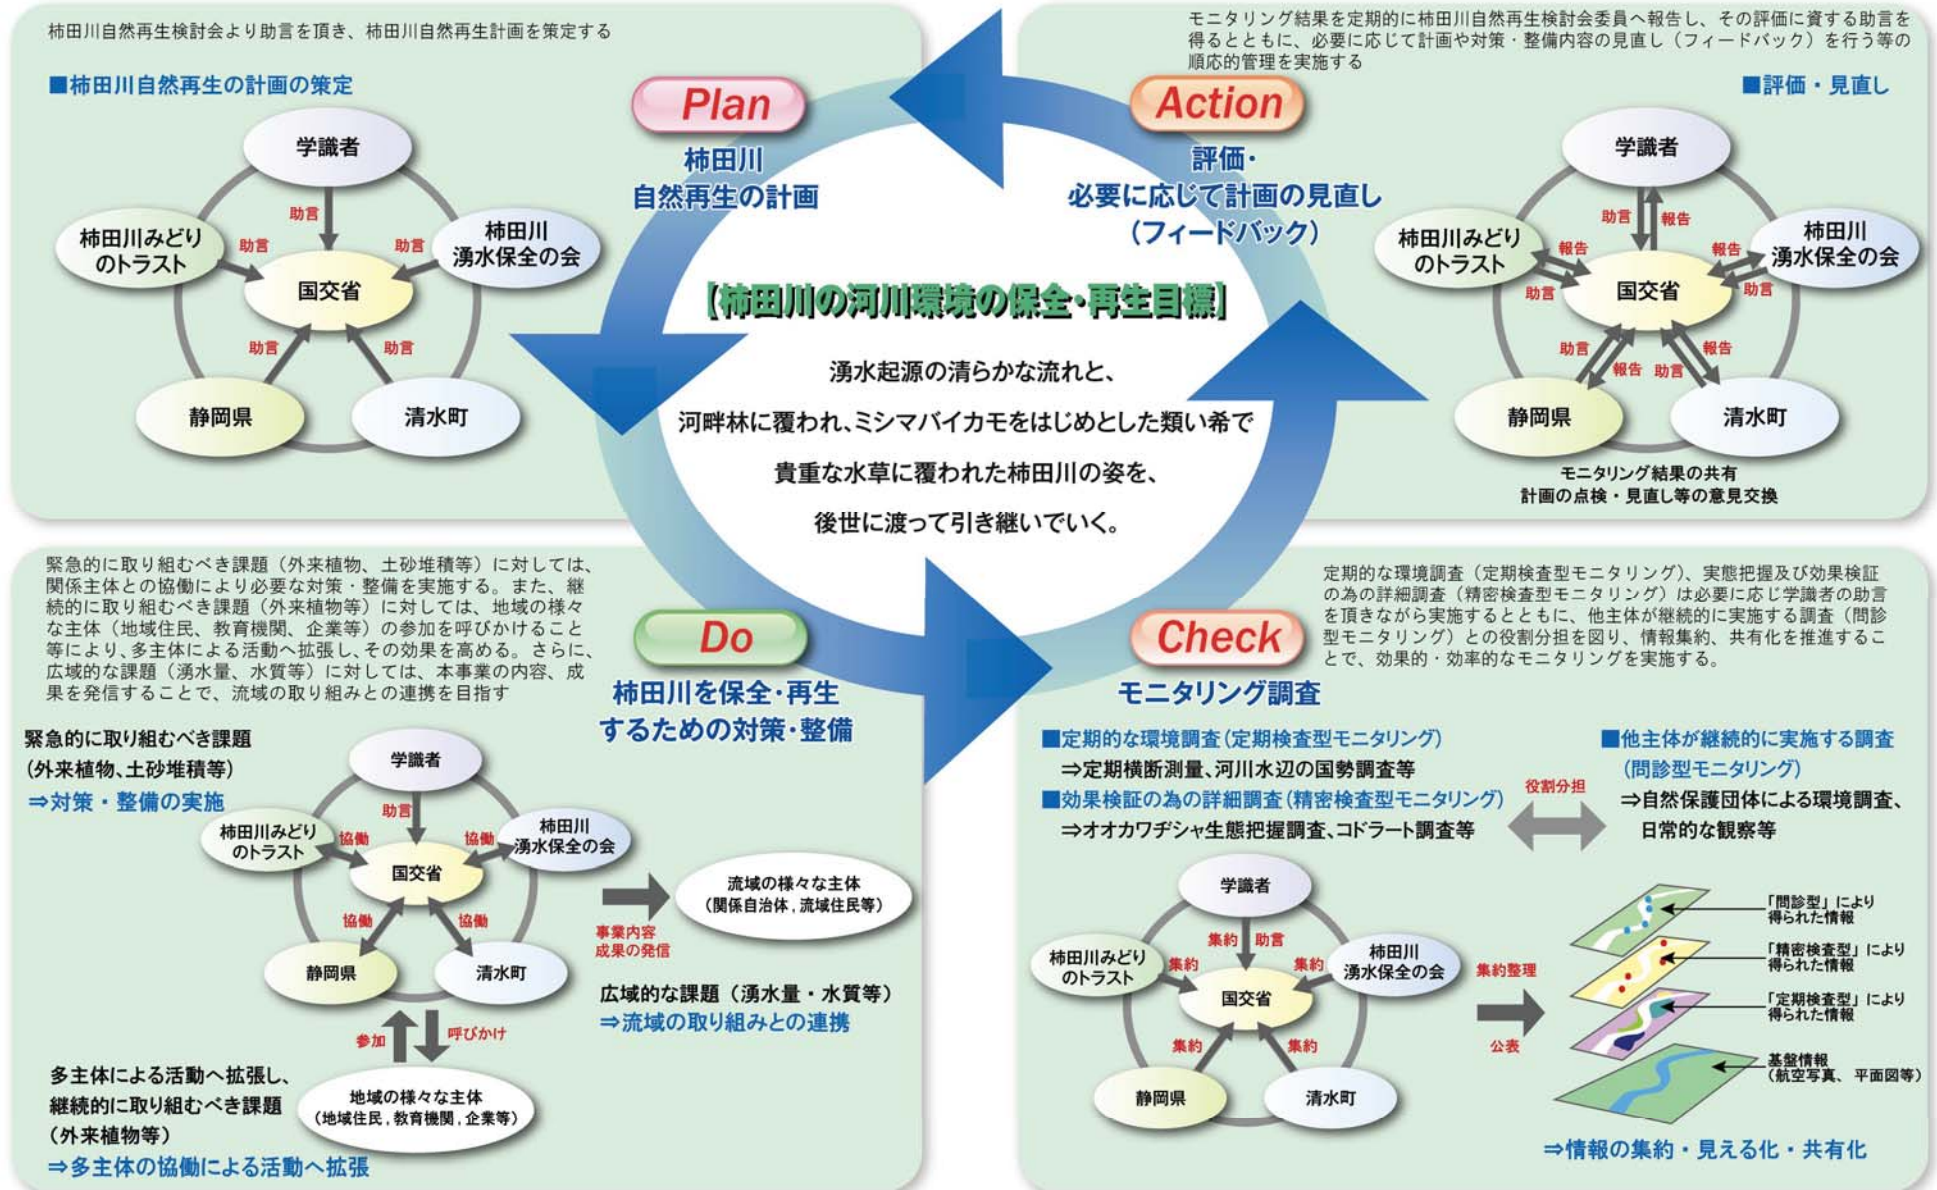 柿田川自然再生検討会より助言を頂き、柿田川自然再生計画を策定する
■柿田川自然再生の計画の策定
学識者
助言
柿田川みどり
のトラスト
助言
助言
柿田川
湧水保全の会
国交省
助言
助言
静岡県
清水町
Plan
柿田川
自然再生の計画
モニタリング結果を定期的に柿田川自然再生検討会委員へ報告し、その評価に資する助言を
得るとともに、必要に応じて計画や対策・整備内容の見直し（フィードバック）を行う等の
順応的管理を実施する
■評価・見直し
Action
評価・
必要に応じて計画の見直し
（フィードバック）
学識者
助言
報告
柿田川みどり
のトラスト
報告
助言
報告
助言
柿田川
湧水保全の会
国交省
助言
報告
報告
助言
静岡県
清水町
モニタリング結果の共有
計画の点検・見直し等の意見交換
【柿田川の河川環境の保全・再生目標】
湧水起源の清らかな流れと、
河畔林に覆われ、ミシマバイカモをはじめとした類い希で
貴重な水草に覆われた柿田川の姿を、
後世に渡って引き継いでいく。
緊急的に取り組むべき課題（外来植物、土砂堆積等）に対しては、
関係主体との協働により必要な対策・整備を実施する。また、継
続的に取り組むべき課題（外来植物等）に対しては、地域の様々
な主体（地域住民、教育機関、企業等）の参加を呼びかけること
等により、多主体による活動へ拡張し、その効果を高める。さらに、
広域的な課題（湧水量、水質等）に対しては、本事業の内容、成
果を発信することで、流域の取り組みとの連携を目指す
Do
柿田川を保全・再生
するための対策・整備
緊急的に取り組むべき課題
（外来植物、土砂堆積等）
⇒対策・整備の実施
学識者
助言
柿田川みどり
のトラスト
協働
協働
柿田川
湧水保全の会
国交省
協働
協働
静岡県
清水町
事業内容
成果の発信
流域の様々な主体
（関係自治体，流域住民等）
広域的な課題（湧水量・水質等）
⇒流域の取り組みとの連携
参加
呼びかけ
多主体による活動へ拡張し、
継続的に取り組むべき課題
（外来植物等）
⇒多主体の協働による活動へ拡張
地域の様々な主体
（地域住民，教育機関，企業等）
定期的な環境調査（定期検査型モニタリング）、実態把握及び効果検証
の為の詳細調査（精密検査型モニタリング）は必要に応じ学識者の助言
を頂きながら実施するとともに、他主体が継続的に実施する調査（問診
型モニタリング）との役割分担を図り、情報集約、共有化を推進するこ
とで、効果的・効率的なモニタリングを実施する。
Check
モニタリング調査
■定期的な環境調査（定期検査型モニタリング）
⇒定期横断測量、河川水辺の国勢調査等
■効果検証の為の詳細調査（精密検査型モニタリング）
⇒オオカワヂシャ生態把握調査、コドラート調査等
役割分担
■他主体が継続的に実施する調査
（問診型モニタリング）
⇒自然保護団体による環境調査、
日常的な観察等
学識者
集約
助言
柿田川みどり
のトラスト
集約
集約
柿田川
湧水保全の会
国交省
集約
集約
静岡県
清水町
集約整理
公表
「問診型」により
得られた情報
「精密検査型」により
得られた情報
「定期検査型」により
得られた情報
基盤情報
（航空写真、平面図等）
⇒情報の集約・見える化・共有化